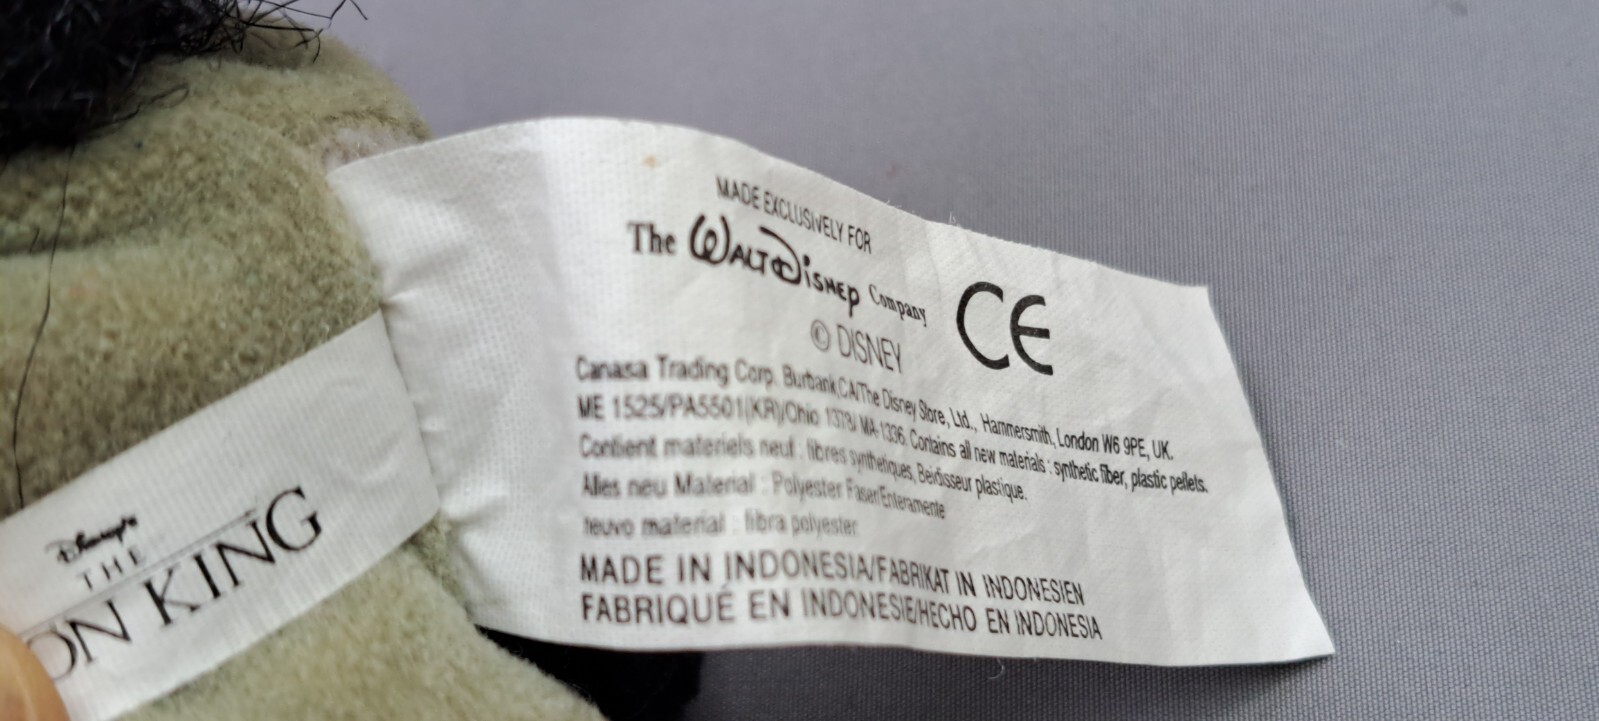 MADE EXCLUSIVELY FOR
The WALT DISNEY Company
© DISNEY
CE
Canasa Trading Corp. Burbank, CA/The Disney Store, Ltd., Hammersmith, London W6 9PE, UK.
ME 1525/PA5501(KR)/Ohio 1378/ MA-1336. Contains all new materials : synthetic fiber, plastic pellets.
Contient materiels neuf : fibres synthetiques, Beidisseur plastique.
Alles neu Material : Polyester Faser/Enteramente
teuvo material : fibra polyester
MADE IN INDONESIA/FABRIKAT IN INDONESIEN
FABRIQUÉ EN INDONESIE/HECHO EN INDONESIA
Disney's
THE
ON KING